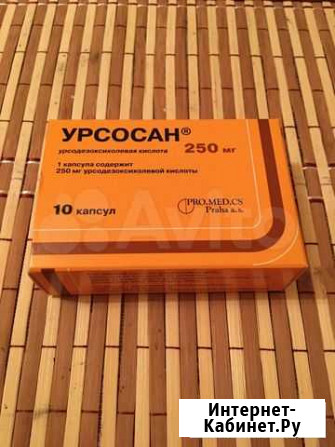 УРСОСАН®
урсодезоксихолевая кислота 250 мг
1 капсула содержит
250 мг урсодезоксихолевой кислоты
10 капсул
PRO.MED.CS
Praha a.s.
Avito
Интернет-
Кабинет.Ру